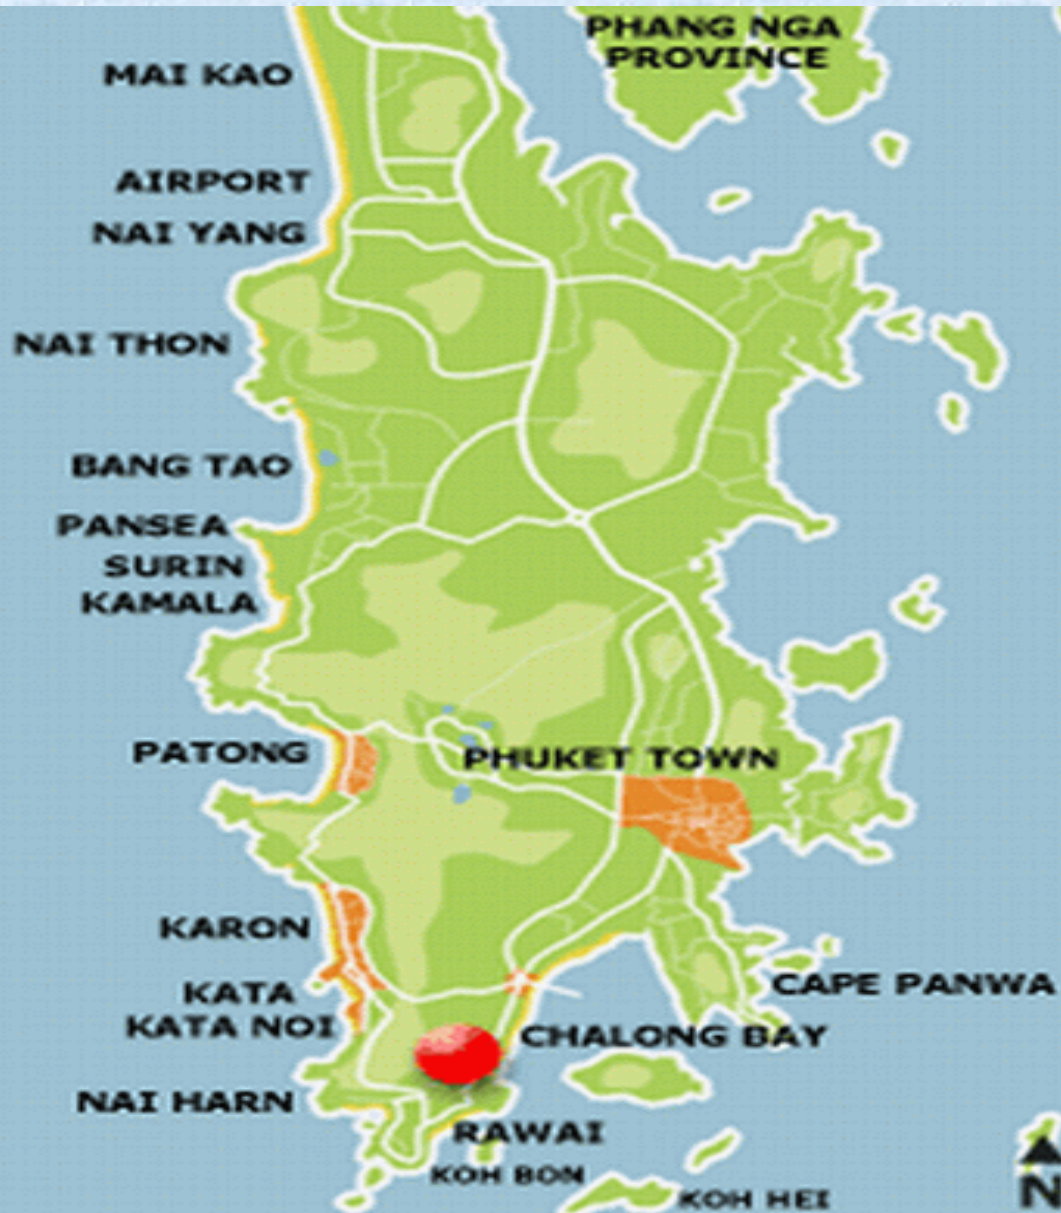 PHANG NGA
PROVINCE
MAI KAO
AIRPORT
NAI YANG
NAI THON
BANG TAO
PANSEA
SURIN
KAMALA
PATONG
PHUKET TOWN
KARON
KATA
CAPE PANWA
KATA NOI
CHALONG BAY
NAI HARN
RAWAI
KOH BON
KOH HEI
N